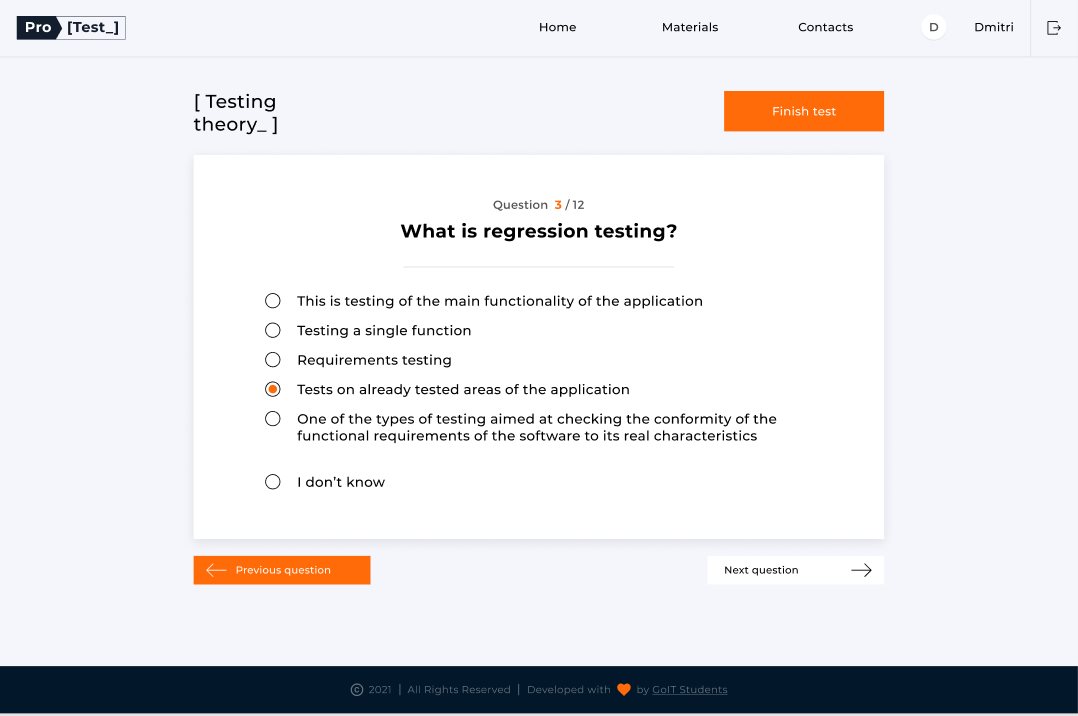 Pro [Test_]
Home
Materials
Contacts
D
Dmitri
[ Testing
theory_ ]
Finish test
Question 3 / 12
What is regression testing?
This is testing of the main functionality of the application
Testing a single function
Requirements testing
Tests on already tested areas of the application
One of the types of testing aimed at checking the conformity of the
functional requirements of the software to its real characteristics
I don’t know
Previous question
Next question
© 2021 | All Rights Reserved | Developed with 🧡 by GoIT Students